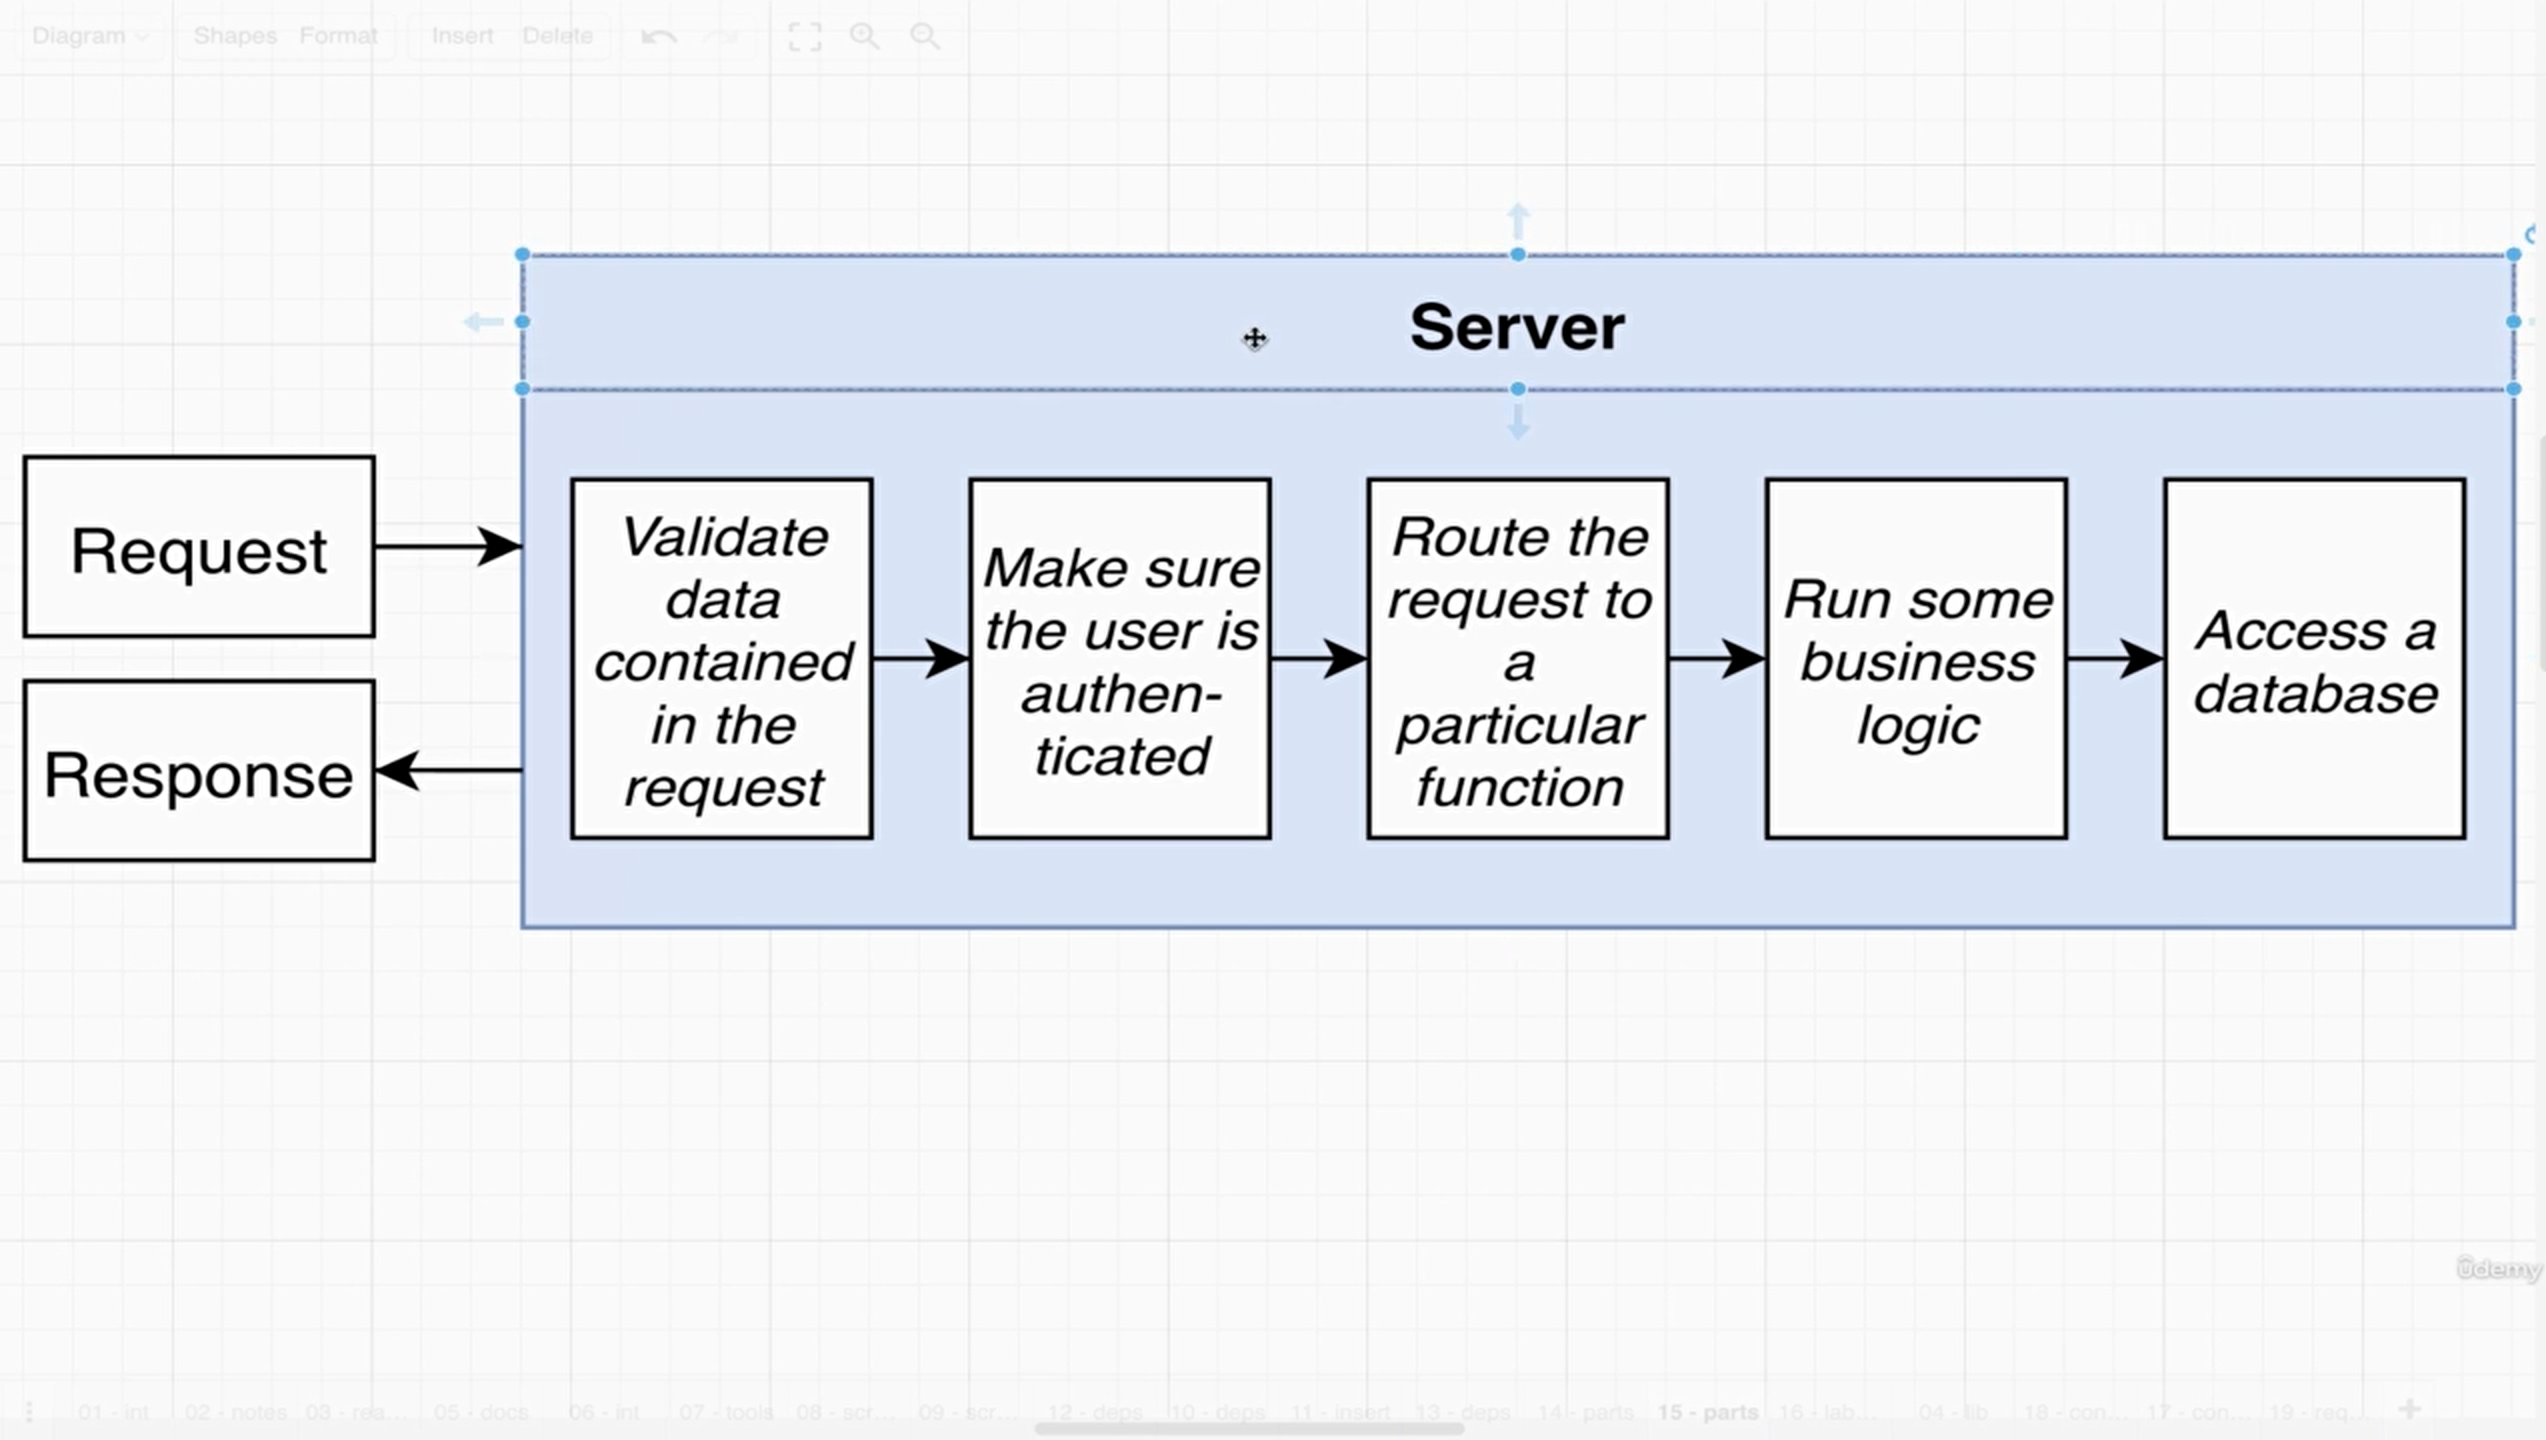 Diagram
Shapes Format
Insert Delete
Server
Request
Response
Validate
data
contained
in the
request
Make sure
the user is
authen-
ticated
Route the
request to
a
particular
function
Run some
business
logic
Access a
database
ûdemy
01 - int 02 - notes 03 - rea... 05 - docs 06 - int 07 - tools 08 - scr... 09 - scr... 12 - deps 10 - deps 11 - insert 13 - deps 14 - parts 15 - parts 16 - lab... 04 - lib 18 - con... 17 - con... 19 - req...